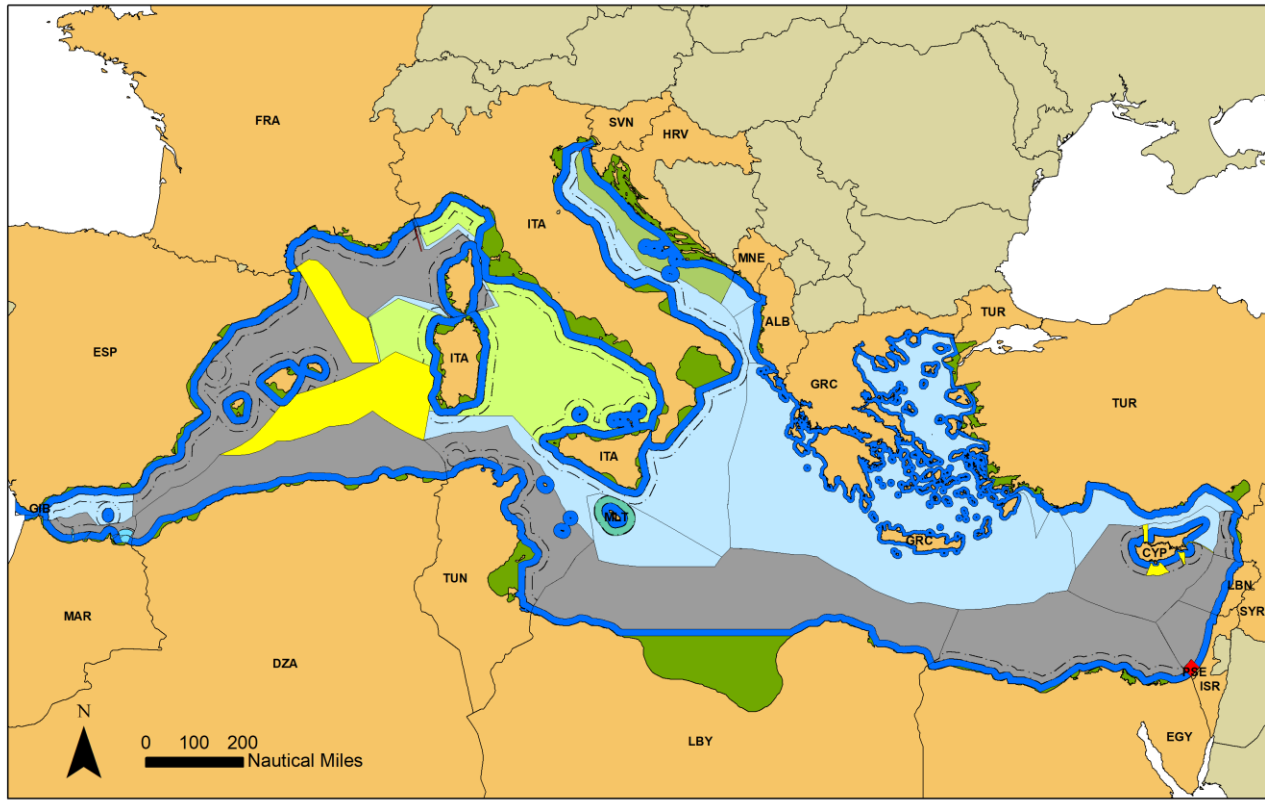 FRA
SVN
HRV
ITA
MNE
ALB
TUR
ESP
ITA
GRC
TUR
ITA
GIB
MLT
GRC
CYP
LBN
SYR
TUN
MAR
DZA
PSE
ISR
LBY
EGY
N
0 100 200
Nautical Miles